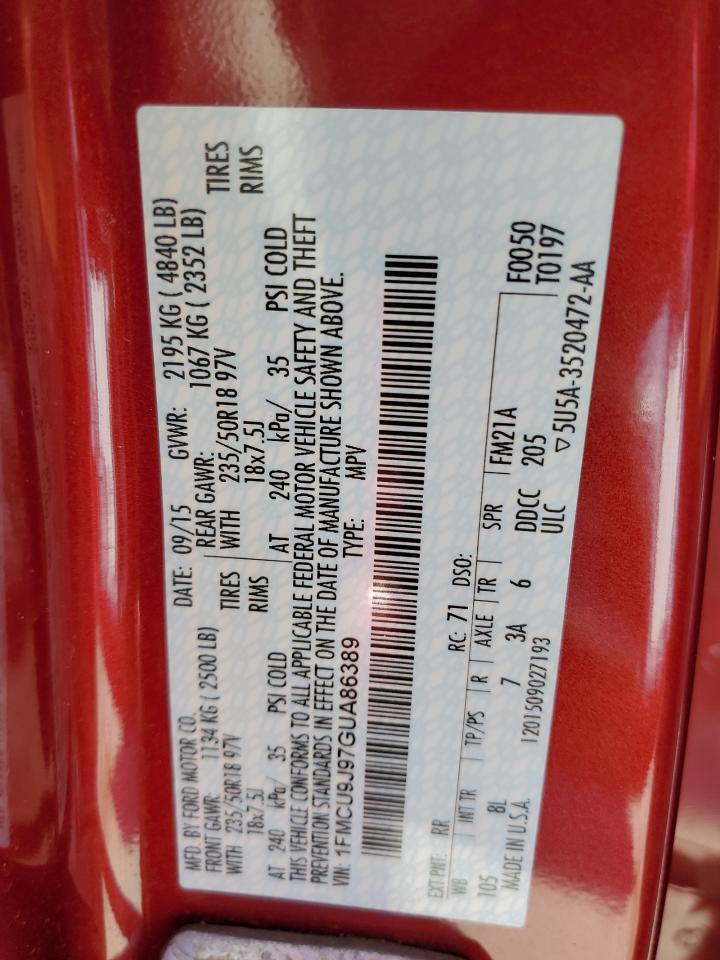 MFD. BY FORD MOTOR CO.
DATE: 09/15 GVWR: 2195 KG ( 4840 LB)
FRONT GAWR: 1134 KG ( 2500 LB) REAR GAWR: 1067 KG ( 2352 LB)
WITH 235/50R18 97V TIRES WITH 235/50R18 97V TIRES
18x7.5J RIMS 18x7.5J RIMS
AT 240 kPa/ 35 PSI COLD AT 240 kPa/ 35 PSI COLD
THIS VEHICLE CONFORMS TO ALL APPLICABLE FEDERAL MOTOR VEHICLE SAFETY AND THEFT
PREVENTION STANDARDS IN EFFECT ON THE DATE OF MANUFACTURE SHOWN ABOVE.
VIN: 1FMCU9J97GUA86389 TYPE: MPV
EXT PNT: RR RC: 71 DSO:
WB INT TR TP/PS R AXLE TR SPR FM21A F0050
105 8L 7 3A 6 DDCC 205 T0197
MADE IN U.S.A. 1201509027193 ULC ▽5U5A-3520472-AA